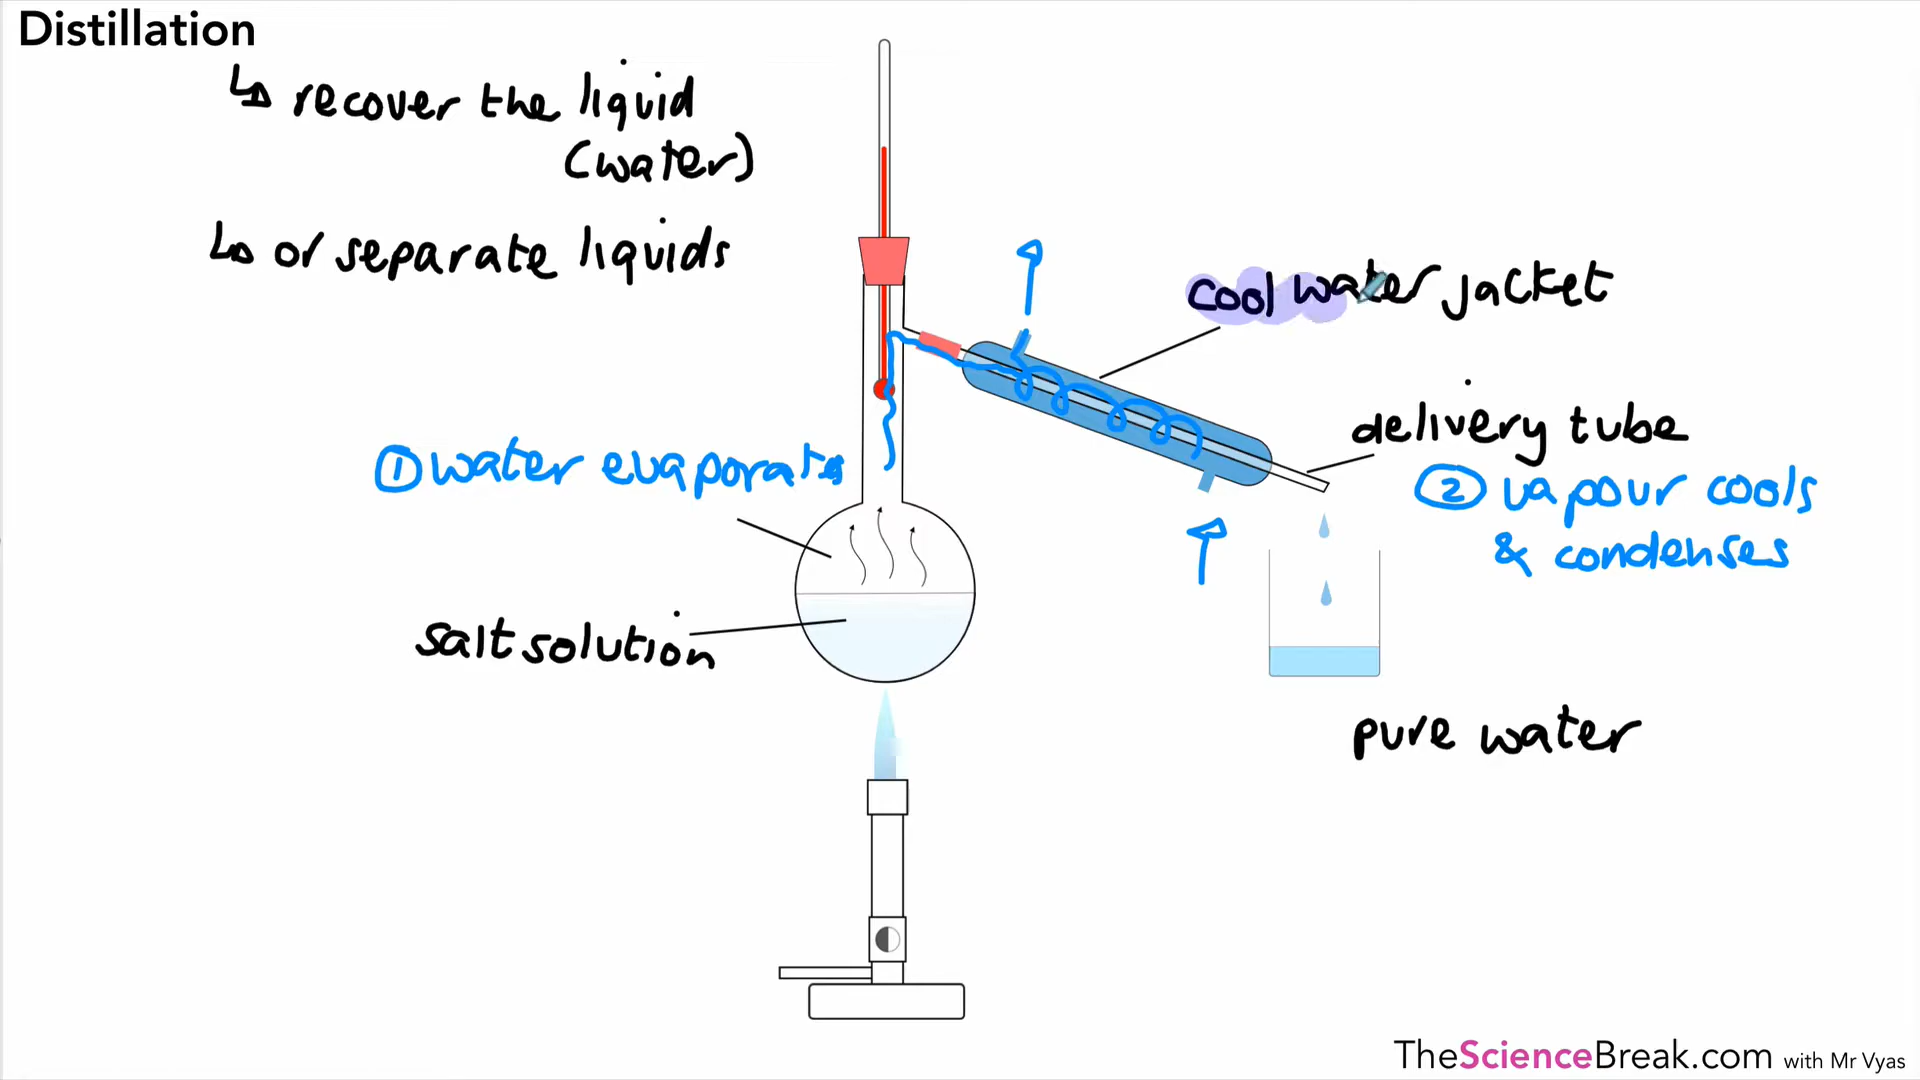 Distillation
↳ recover the liquid
(water)
↳ or separate liquids
cool water jacket
delivery tube
① water evaporates
② vapour cools
& condenses
salt solution
pure water
TheScienceBreak.com with Mr Vyas